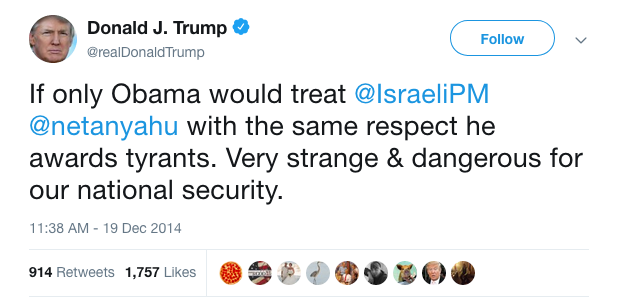 Donald J. Trump
@realDonaldTrump
Follow
If only Obama would treat @IsraeliPM
@netanyahu with the same respect he
awards tyrants. Very strange & dangerous for
our national security.
11:38 AM - 19 Dec 2014
914 Retweets 1,757 Likes